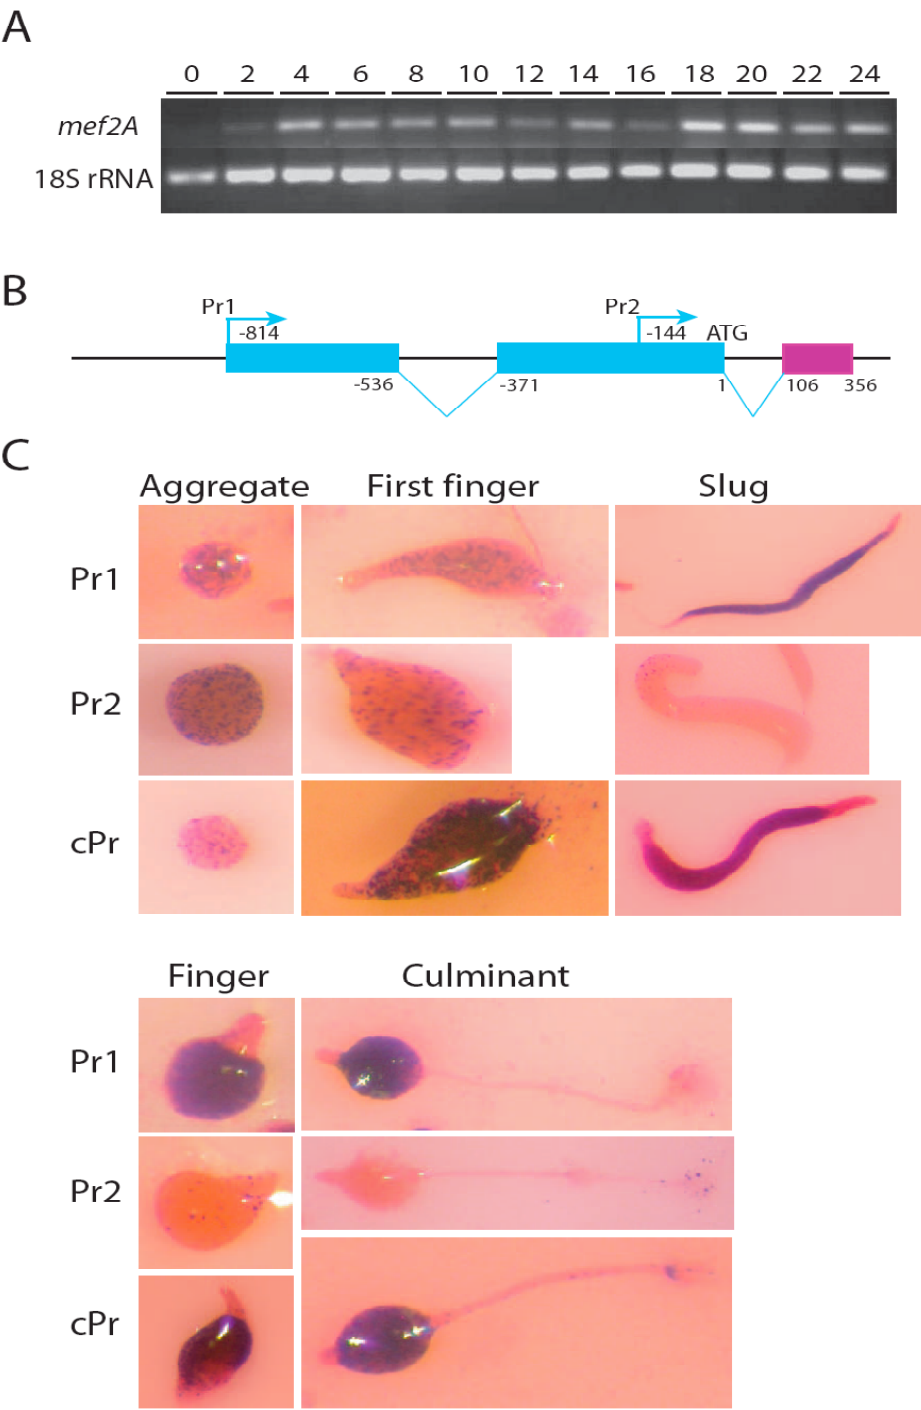 A
0 2 4 6 8 10 12 14 16 18 20 22 24
mef2A
18S rRNA
B
Pr1 Pr2
-814 -144 ATG
-536 -371 1 106 356
C
Aggregate First finger Slug
Pr1
Pr2
cPr
Finger Culminant
Pr1
Pr2
cPr